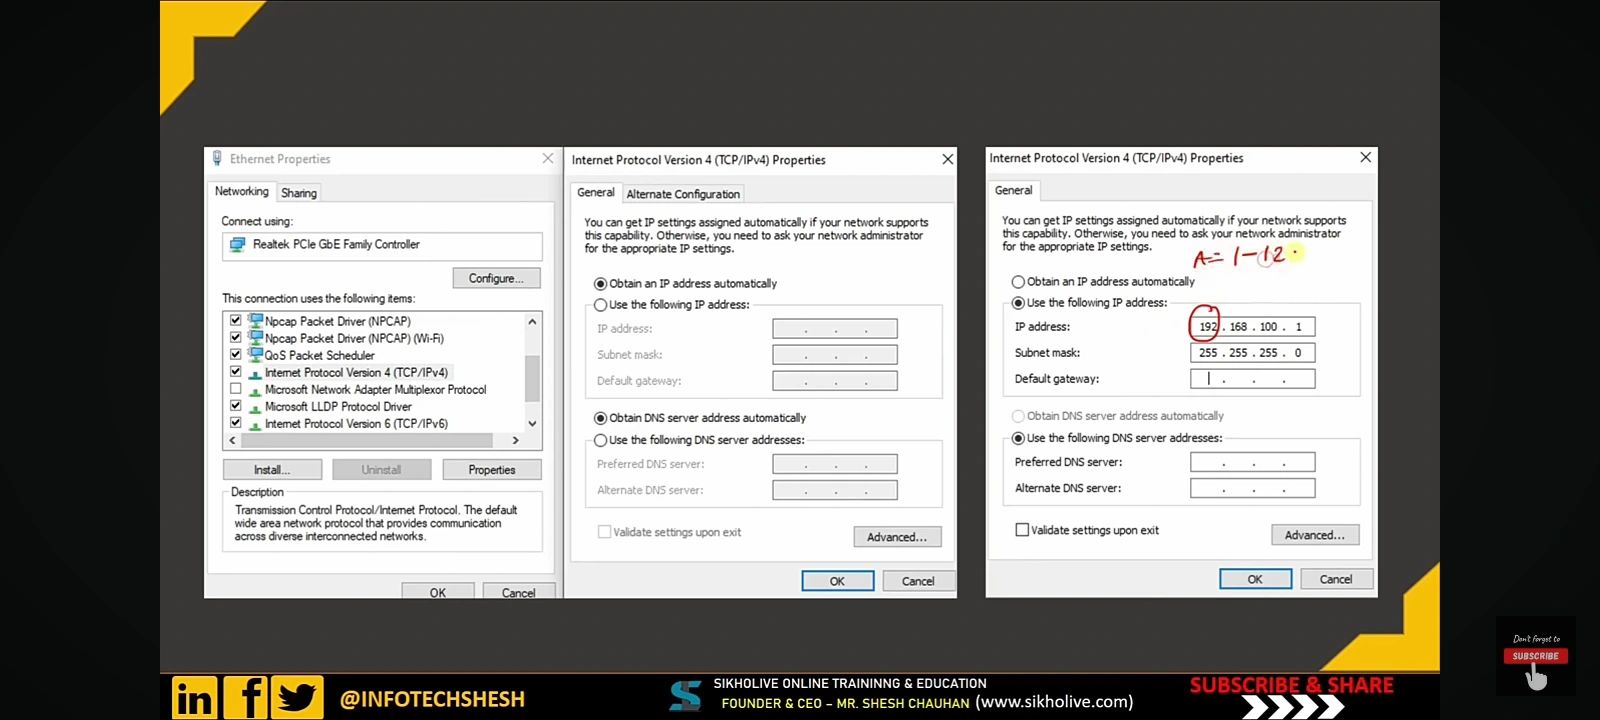 Ethernet Properties
Networking
Sharing
Connect using:
Realtek PCIe GbE Family Controller
Configure...
This connection uses the following items:
Npcap Packet Driver (NPCAP)
Npcap Packet Driver (NPCAP) (Wi-Fi)
QoS Packet Scheduler
Internet Protocol Version 4 (TCP/IPv4)
Microsoft Network Adapter Multiplexor Protocol
Microsoft LLDP Protocol Driver
Internet Protocol Version 6 (TCP/IPv6)
Install...
Uninstall
Properties
Description
Transmission Control Protocol/Internet Protocol. The default
wide area network protocol that provides communication
across diverse interconnected networks.
OK
Cancel
Internet Protocol Version 4 (TCP/IPv4) Properties
General
Alternate Configuration
You can get IP settings assigned automatically if your network supports
this capability. Otherwise, you need to ask your network administrator
for the appropriate IP settings.
Obtain an IP address automatically
Use the following IP address:
IP address:
Subnet mask:
Default gateway:
Obtain DNS server address automatically
Use the following DNS server addresses:
Preferred DNS server:
Alternate DNS server:
Validate settings upon exit
Advanced...
OK
Cancel
Internet Protocol Version 4 (TCP/IPv4) Properties
General
You can get IP settings assigned automatically if your network supports
this capability. Otherwise, you need to ask your network administrator
for the appropriate IP settings.
A= 1-12
Obtain an IP address automatically
Use the following IP address:
IP address: 192 . 168 . 100 . 1
Subnet mask: 255 . 255 . 255 . 0
Default gateway:
Obtain DNS server address automatically
Use the following DNS server addresses:
Preferred DNS server:
Alternate DNS server:
Validate settings upon exit
Advanced...
OK
Cancel
Don't forget to
SUBSCRIBE
in f @INFOTECHSHESH
SIKHOLIVE ONLINE TRAININNG & EDUCATION
FOUNDER & CEO – MR. SHESH CHAUHAN (www.sikholive.com)
SUBSCRIBE & SHARE